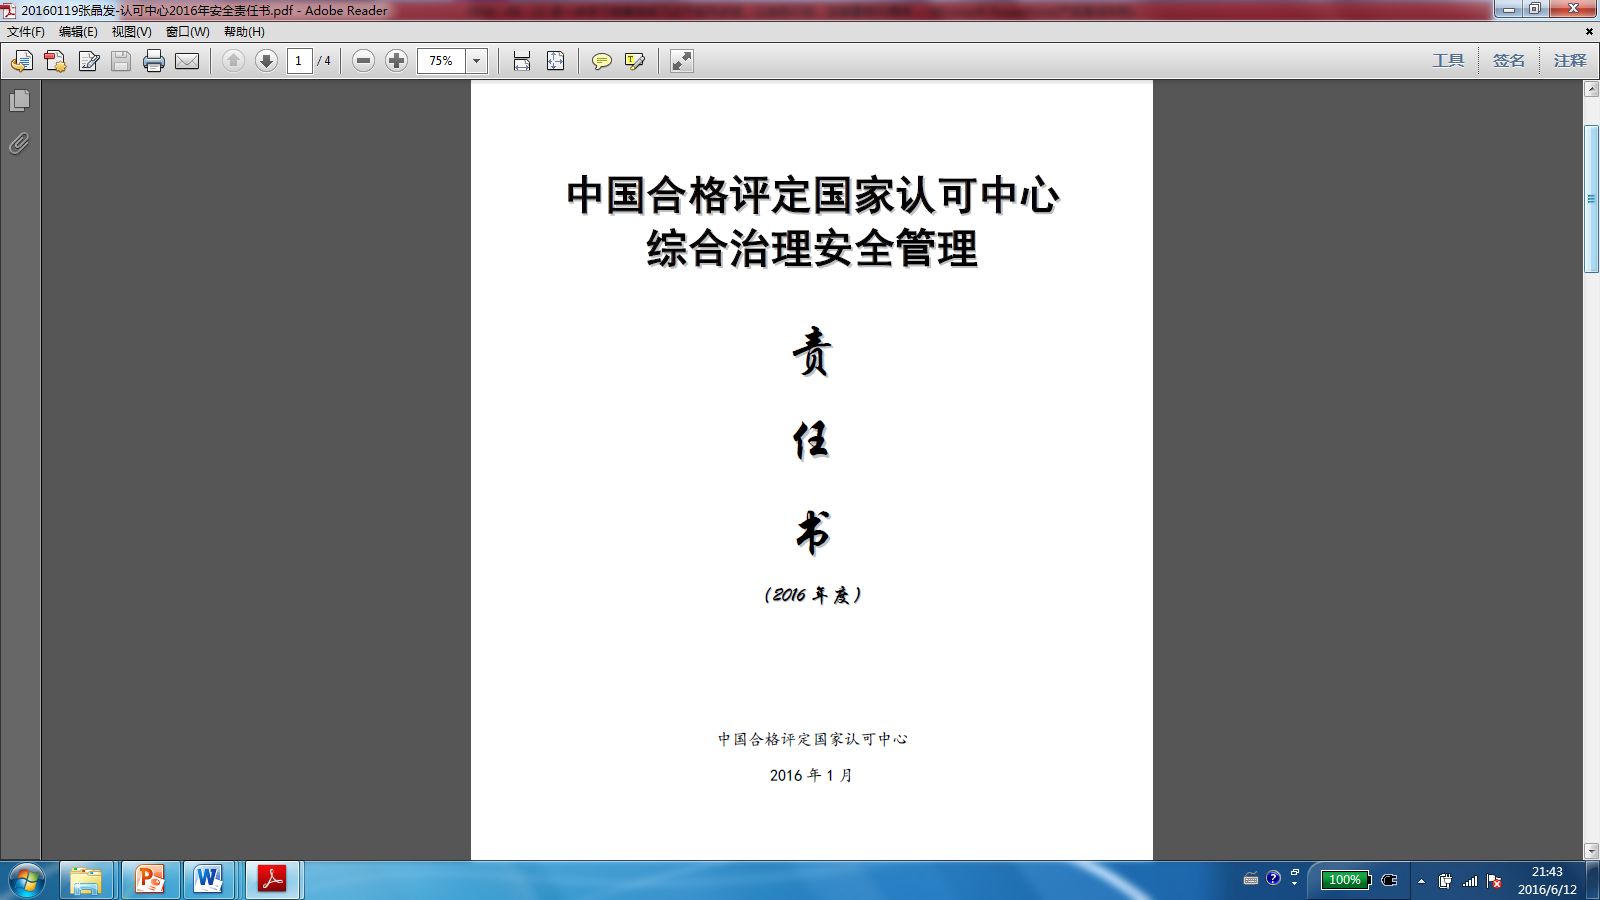 20160119张晶发-认可中心2016年安全责任书.pdf - Adobe Reader
文件(F) 编辑(E) 视图(V) 窗口(W) 帮助(H)
1 / 4 75% 工具 签名 注释
中国合格评定国家认可中心
综合治理安全管理
责
任
书
（2016 年度）
中国合格评定国家认可中心
2016 年 1 月
100%
21:43
2016/6/12